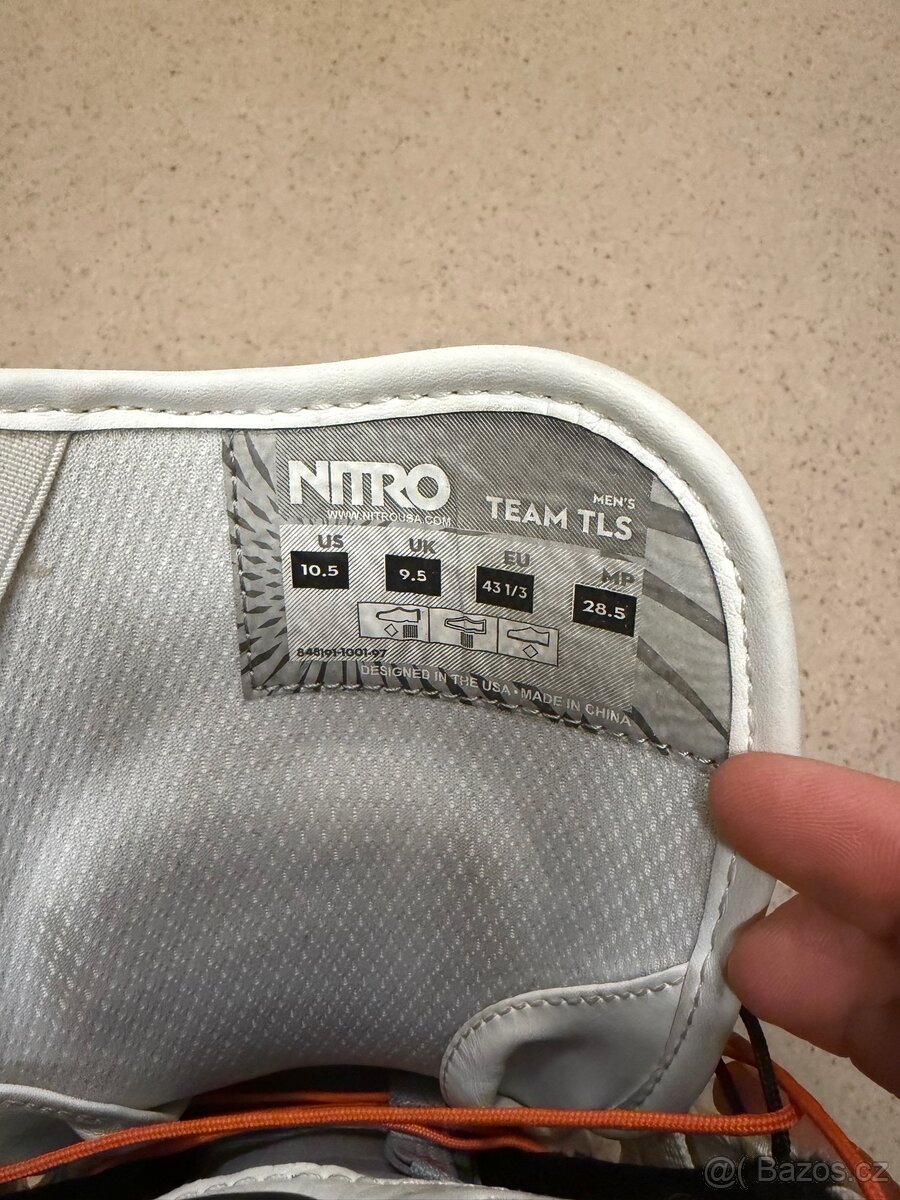 NITRO
WWW.NITROUSA.COM
MEN'S
TEAM TLS
US UK EU MP
10.5 9.5 43 1/3 28.5
848191-1001-97
DESIGNED IN THE USA • MADE IN CHINA
@( Bazos.cz